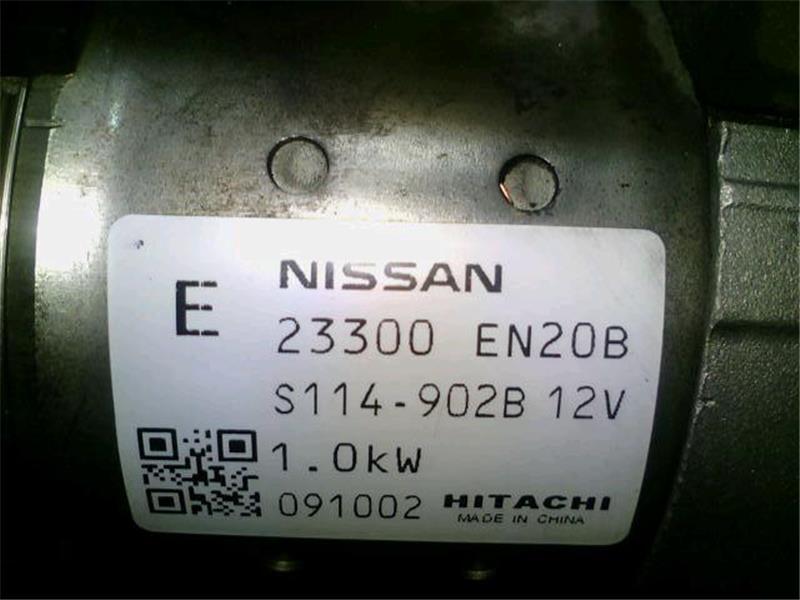 E
NISSAN
23300 EN20B
S114-902B 12V
1.0kW
091002 HITACHI
MADE IN CHINA